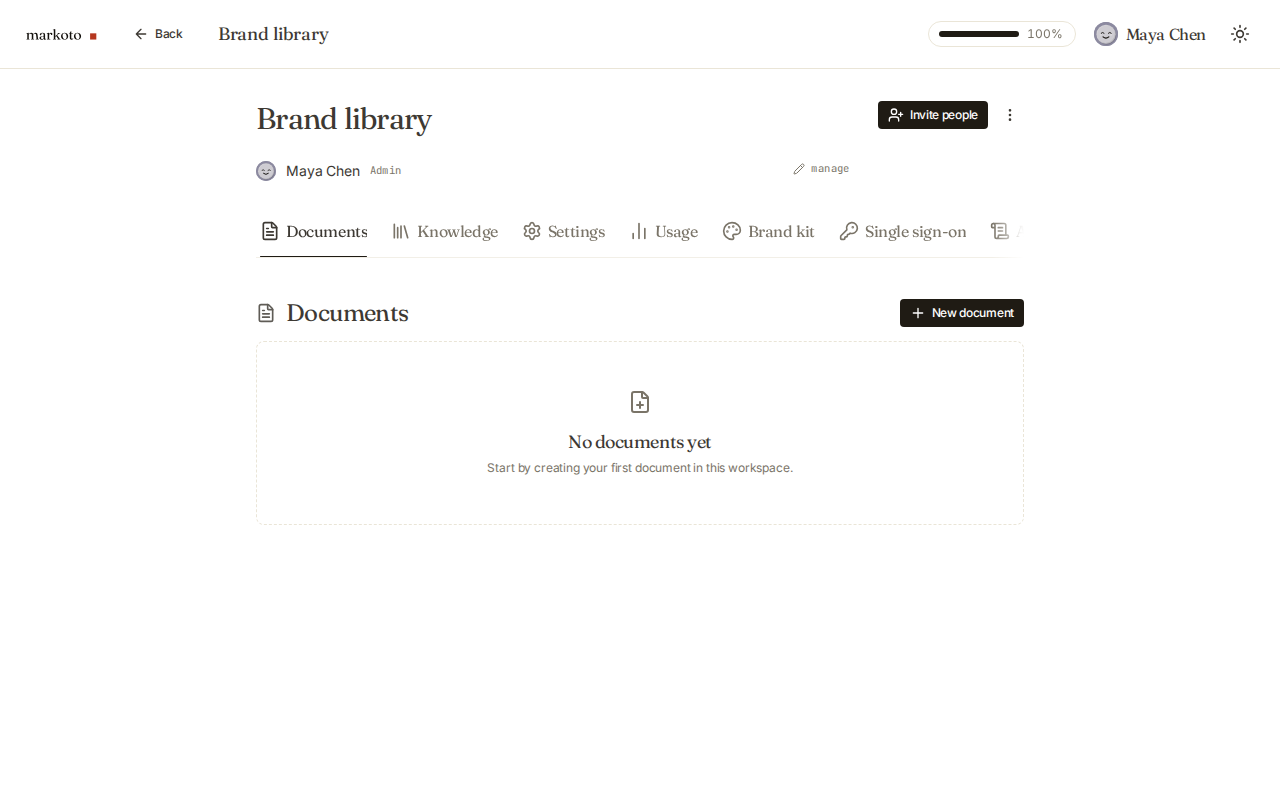 markoto
Back
Brand library
100%
Maya Chen
Brand library
Invite people
Maya Chen Admin
manage
Documents Knowledge Settings Usage Brand kit Single sign-on
Documents
New document
No documents yet
Start by creating your first document in this workspace.